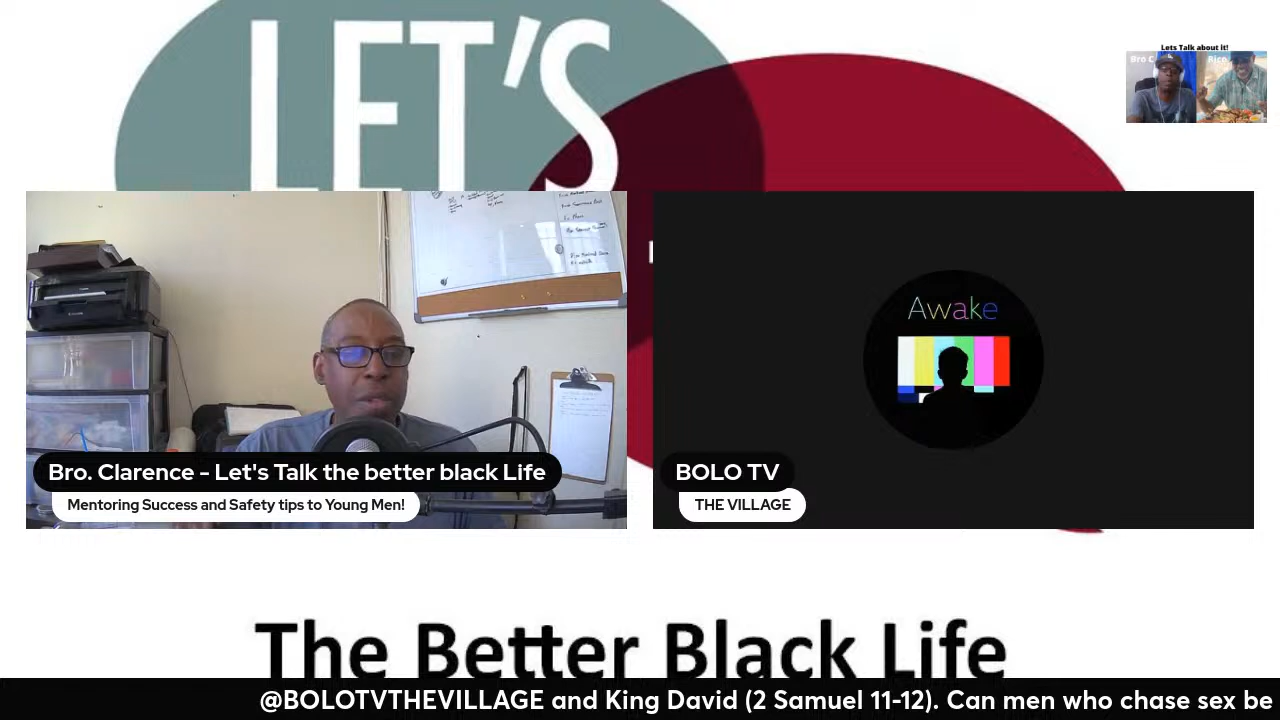 LET'S
Lets Talk about it!
Bro C
Rico
Bro. Clarence - Let's Talk the better black Life
Mentoring Success and Safety tips to Young Men!
Awake
BOLO TV
THE VILLAGE
The Better Black Life
@BOLOTVTHEVILLAGE and King David (2 Samuel 11-12). Can men who chase sex be